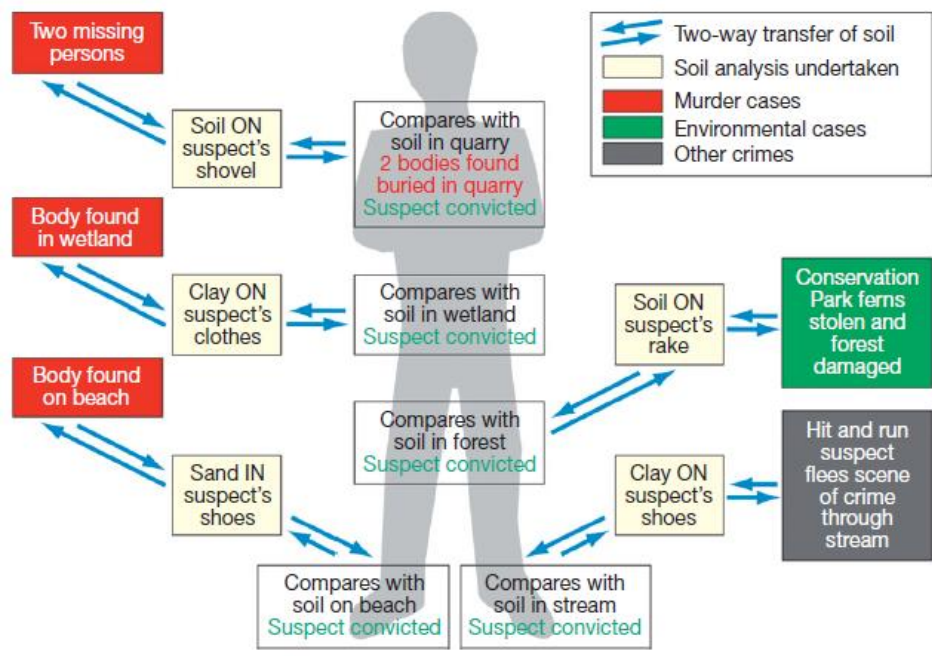 Two missing
persons
Two-way transfer of soil
Soil analysis undertaken
Murder cases
Environmental cases
Other crimes
Soil ON
suspect's
shovel
Compares with
soil in quarry
2 bodies found
buried in quarry
Suspect convicted
Body found
in wetland
Clay ON
suspect's
clothes
Compares with
soil in wetland
Suspect convicted
Soil ON
suspect's
rake
Conservation
Park ferns
stolen and
forest
damaged
Body found
on beach
Sand IN
suspect's
shoes
Compares with
soil in forest
Suspect convicted
Clay ON
suspect's
shoes
Hit and run
suspect
flees scene
of crime
through
stream
Compares with
soil on beach
Suspect convicted
Compares with
soil in stream
Suspect convicted